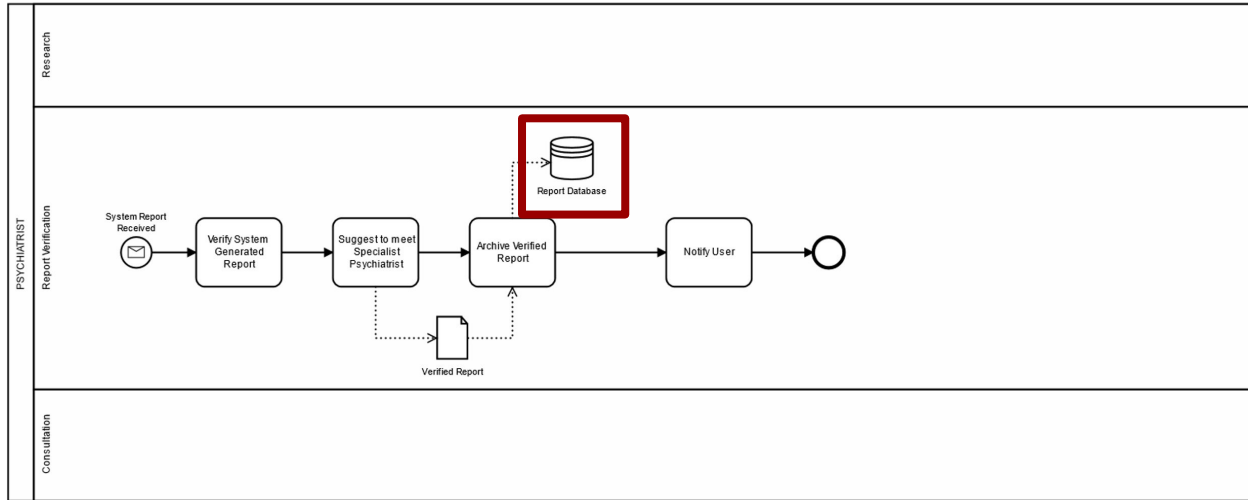 PSYCHIATRIST
Research
Report Verification
System Report
Received
Verify System
Generated
Report
Suggest to meet
Specialist
Psychiatrist
Archive Verified
Report
Report Database
Notify User
Verified Report
Consultation